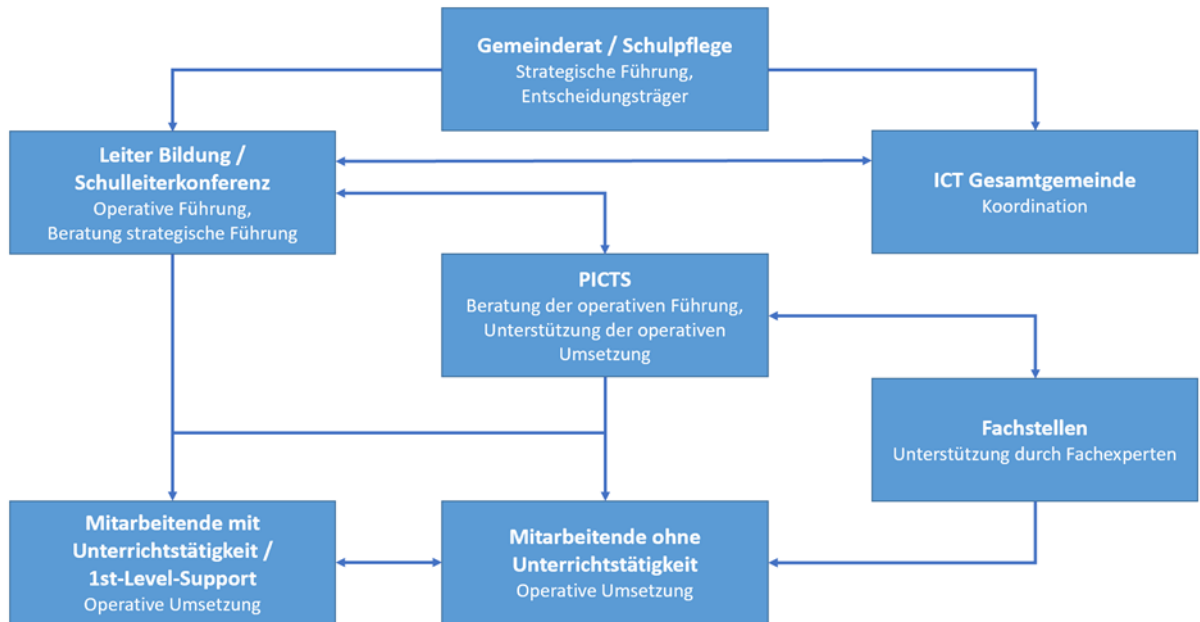 Gemeinderat / Schulpflege
Strategische Führung,
Entscheidungsträger
Leiter Bildung /
Schulleiterkonferenz
Operative Führung,
Beratung strategische Führung
ICT Gesamtgemeinde
Koordination
PICTS
Beratung der operativen Führung,
Unterstützung der operativen
Umsetzung
Fachstellen
Unterstützung durch Fachexperten
Mitarbeitende mit
Unterrichtstätigkeit /
1st-Level-Support
Operative Umsetzung
Mitarbeitende ohne
Unterrichtstätigkeit
Operative Umsetzung